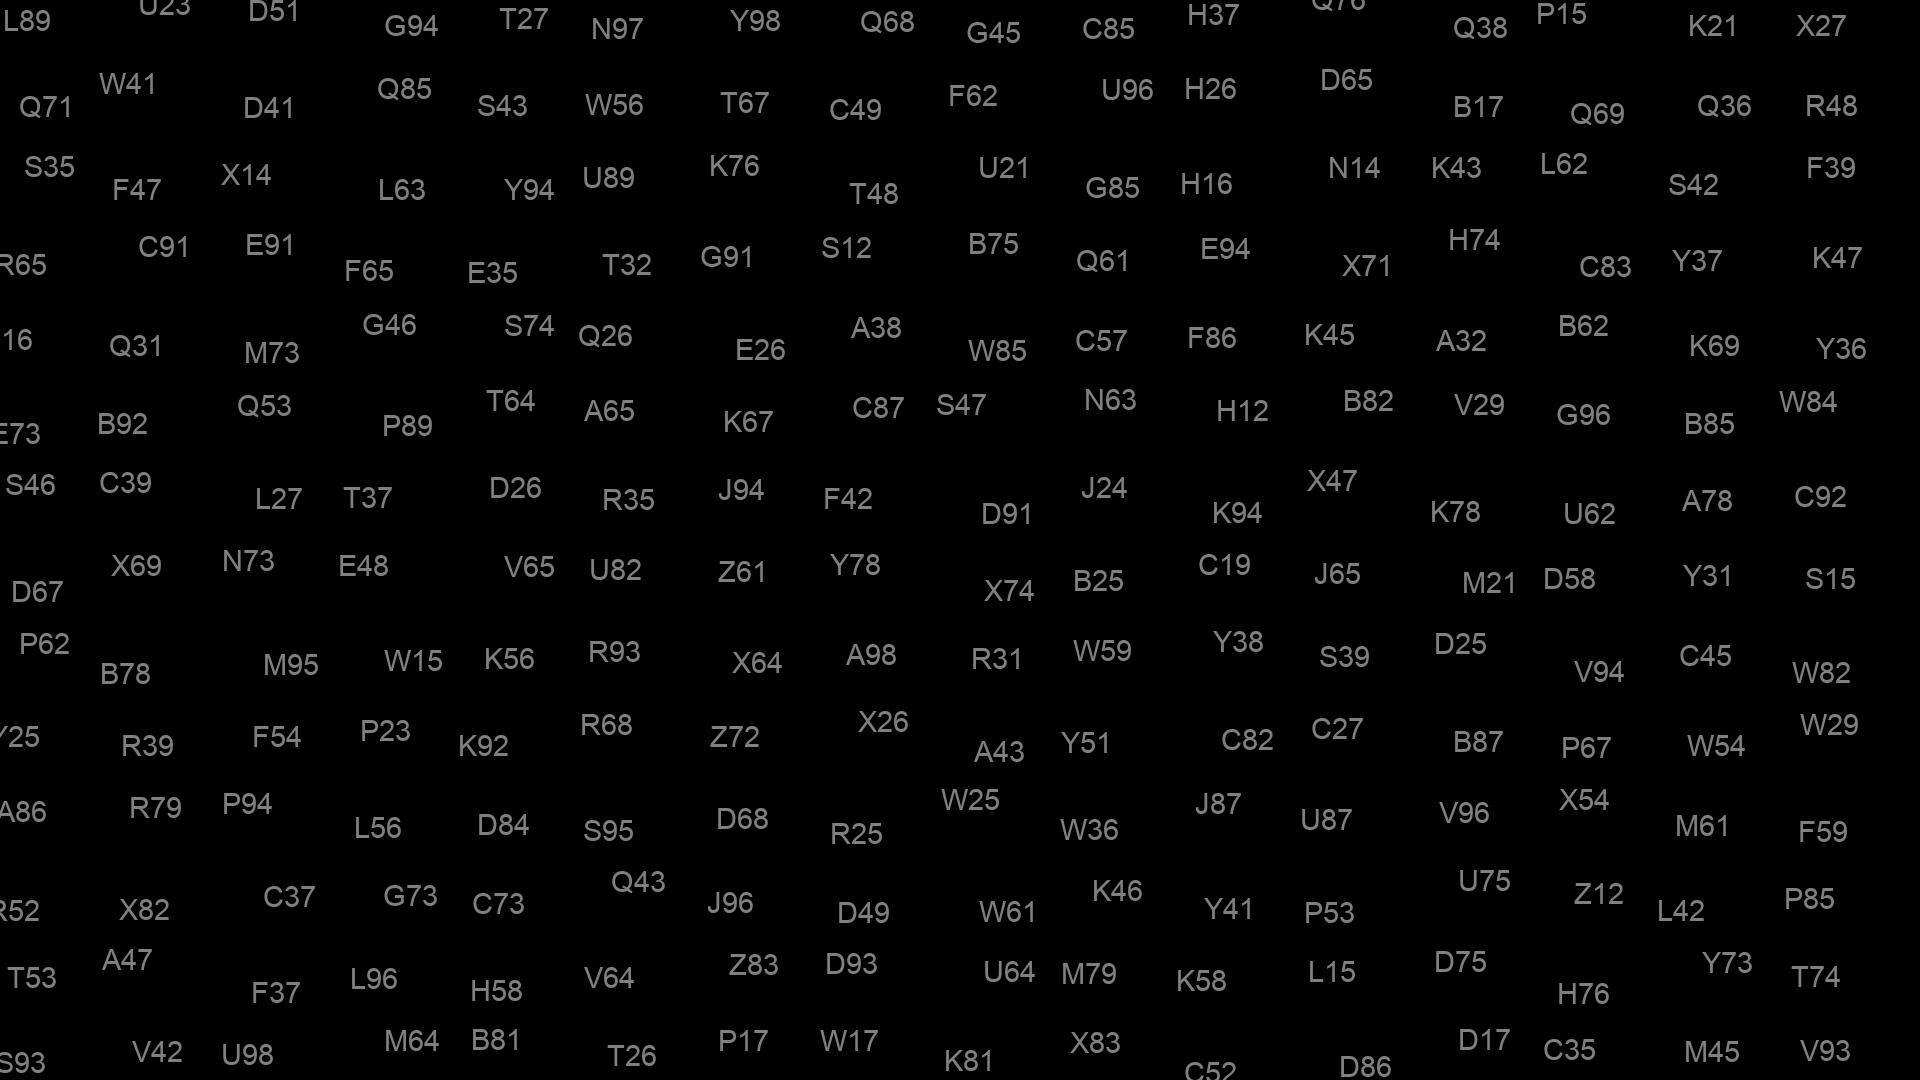 L89 U23 D51 G94 T27 N97 Y98 Q68 G45 C85 H37 Q76 Q38 P15 K21 X27
Q71 W41 D41 Q85 S43 W56 T67 C49 F62 U96 H26 D65 B17 Q69 Q36 R48
S35 F47 X14 L63 Y94 U89 K76 T48 U21 G85 H16 N14 K43 L62 S42 F39
R65 C91 E91 F65 E35 T32 G91 S12 B75 Q61 E94 X71 H74 C83 Y37 K47
16 Q31 M73 G46 S74 Q26 E26 A38 W85 C57 F86 K45 A32 B62 K69 Y36
E73 B92 Q53 P89 T64 A65 K67 C87 S47 N63 H12 B82 V29 G96 B85 W84
S46 C39 L27 T37 D26 R35 J94 F42 D91 J24 K94 X47 K78 U62 A78 C92
D67 X69 N73 E48 V65 U82 Z61 Y78 X74 B25 C19 J65 M21 D58 Y31 S15
P62 B78 M95 W15 K56 R93 X64 A98 R31 W59 Y38 S39 D25 V94 C45 W82
Y25 R39 F54 P23 K92 R68 Z72 X26 A43 Y51 C82 C27 B87 P67 W54 W29
A86 R79 P94 L56 D84 S95 D68 R25 W25 W36 J87 U87 V96 X54 M61 F59
R52 X82 C37 G73 C73 Q43 J96 D49 W61 K46 Y41 P53 U75 Z12 L42 P85
T53 A47 F37 L96 H58 V64 Z83 D93 U64 M79 K58 L15 D75 H76 Y73 T74
S93 V42 U98 M64 B81 T26 P17 W17 K81 X83 C52 D86 D17 C35 M45 V93